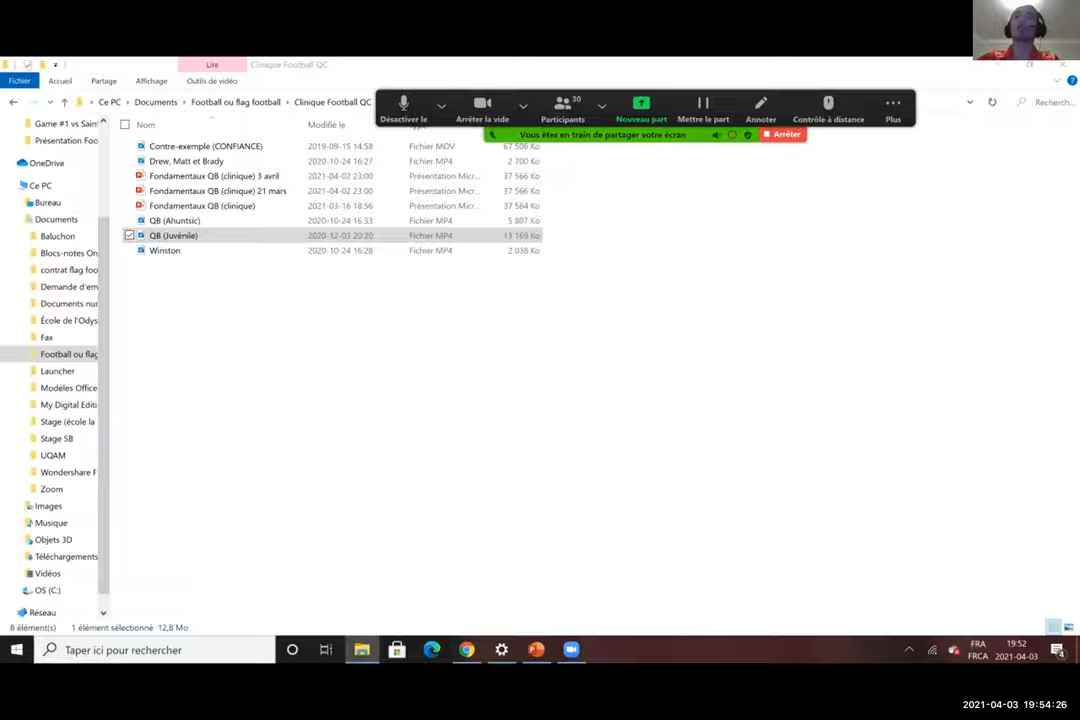 Lire
Clinique Football QC
Fichier
Accueil
Partage
Affichage
Outils de vidéo
Ce PC
Documents
Football ou flag football
Clinique Football QC
Recherch...
Désactiver le
Arrêter la vide
Participants
30
Nouveau part
Mettre le part
Annoter
Contrôle à distance
Plus
Vous êtes en train de partager votre écran
Arrêter
Nom
Modifié le
Contre-exemple (CONFIANCE) 2019-09-15 14:58 Fichier MOV 67 506 Ko
Drew, Matt et Brady 2020-10-24 16:27 Fichier MP4 2 700 Ko
Fondamentaux QB (clinique) 3 avril 2021-04-02 23:00 Présentation Micr... 37 566 Ko
Fondamentaux QB (clinique) 21 mars 2021-04-02 23:00 Présentation Micr... 37 566 Ko
Fondamentaux QB (clinique) 2021-03-16 18:56 Présentation Micr... 37 564 Ko
QB (Ahuntsic) 2020-10-24 16:33 Fichier MP4 5 807 Ko
QB (Juvénile) 2020-12-03 20:20 Fichier MP4 13 169 Ko
Winston 2020-10-24 16:28 Fichier MP4 2 038 Ko
Game #1 vs Sain
Présentation Foo
OneDrive
Ce PC
Bureau
Documents
Baluchon
Blocs-notes On
contrat flag foo
Demande d'em
Documents nu
École de l'Odys
Fax
Football ou flag
Launcher
Modèles Office
My Digital Editi
Stage (école la
Stage SB
UQAM
Wondershare F
Zoom
Images
Musique
Objets 3D
Téléchargements
Vidéos
OS (C:)
Réseau
8 élément(s) 1 élément sélectionné 12,8 Mo
Taper ici pour rechercher
FRA
FRCA
19:52
2021-04-03
4
2021-04-03 19:54:26